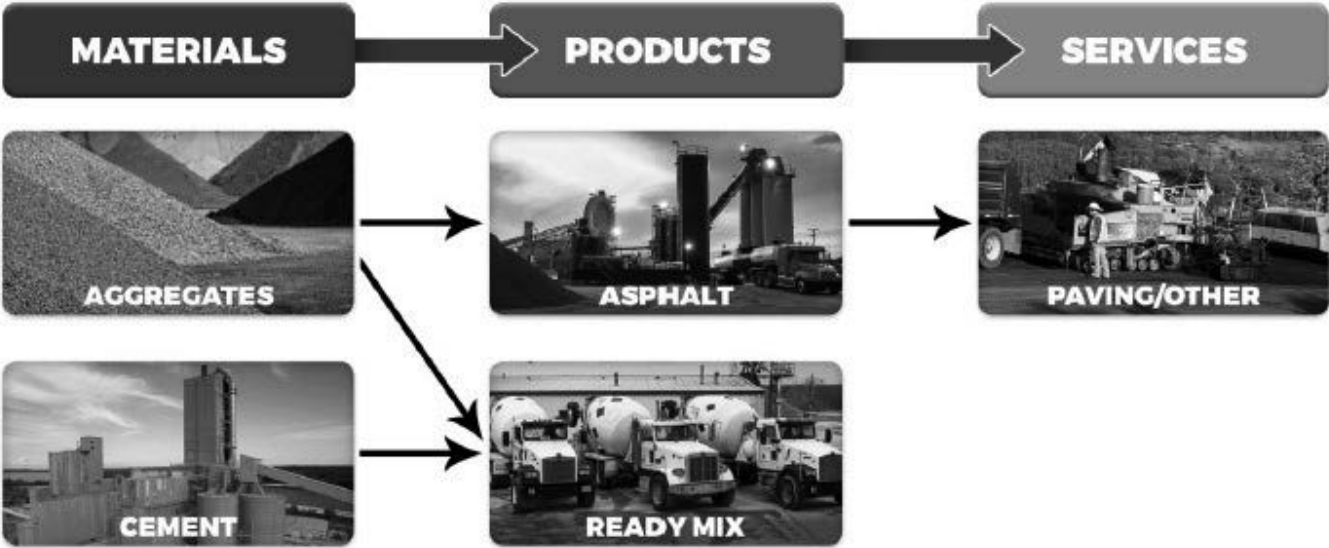 MATERIALS
PRODUCTS
SERVICES
AGGREGATES
ASPHALT
PAVING/OTHER
CEMENT
READY MIX